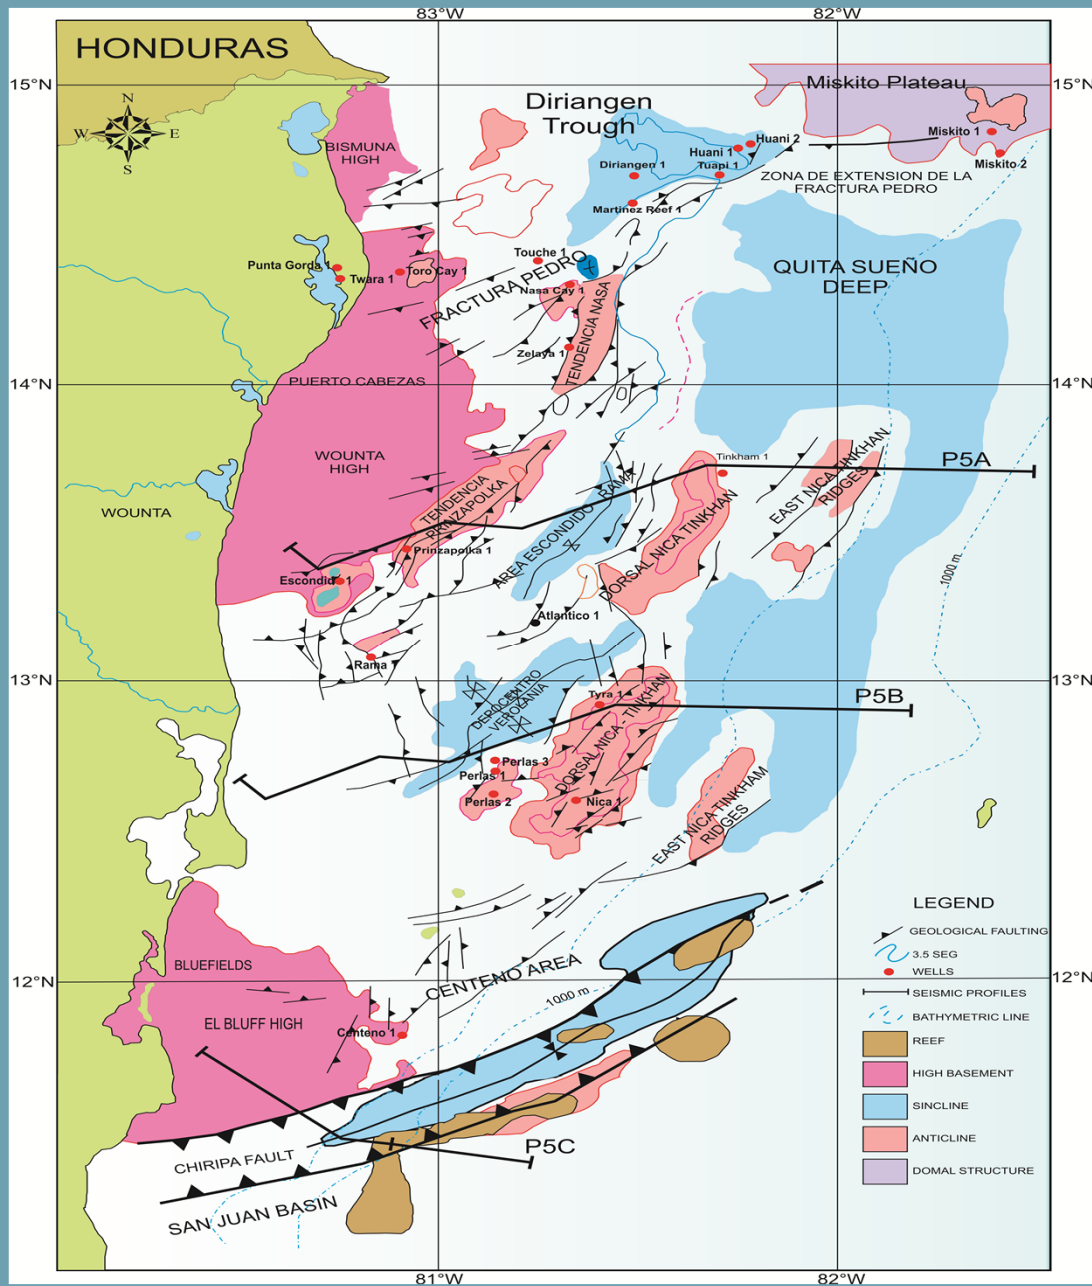 83°W
82°W
HONDURAS
15°N
15°N
Miskito Plateau
Diriangen
Trough
N
W
E
S
Miskito 1
Huani 2
BISMUNA
HIGH
Huani 1
Miskito 2
Diriangen 1
Tuapi 1
ZONA DE EXTENSION DE LA
FRACTURA PEDRO
Martinez Reef 1
Touche 1
Punta Gorda 1
Toro Cay 1
Twara 1
FRACTURA PEDRO
QUITA SUEÑO
DEEP
Nasa Cay 1
TENDENCIA NASA
Zelaya 1
14°N
PUERTO CABEZAS
14°N
WOUNTA
HIGH
Tinkham 1
P5A
EAST NICA TINKHAN
RIDGES
TENDENCIA
PRINZAPOLKA
WOUNTA
AREA ESCONDIDO - RAMA
DORSAL NICA TINKHAN
Prinzapolka 1
1000 m
Escondido 1
Atlantico 1
Rama
13°N
13°N
DEPOCENTRO
VEROLANIA
Tyra 1
P5B
DORSAL NICA - TINKHAN
Perlas 3
Perlas 1
Perlas 2
Nica 1
EAST NICA TINKHAM
RIDGES
LEGEND
GEOLOGICAL FAULTING
3.5 SEG
WELLS
SEISMIC PROFILES
BATHYMETRIC LINE
REEF
HIGH BASEMENT
SINCLINE
ANTICLINE
DOMAL STRUCTURE
BLUEFIELDS
CENTENO AREA
12°N
12°N
1000 m
EL BLUFF HIGH
Centeno 1
P5C
CHIRIPA FAULT
SAN JUAN BASIN
81°W
82°W